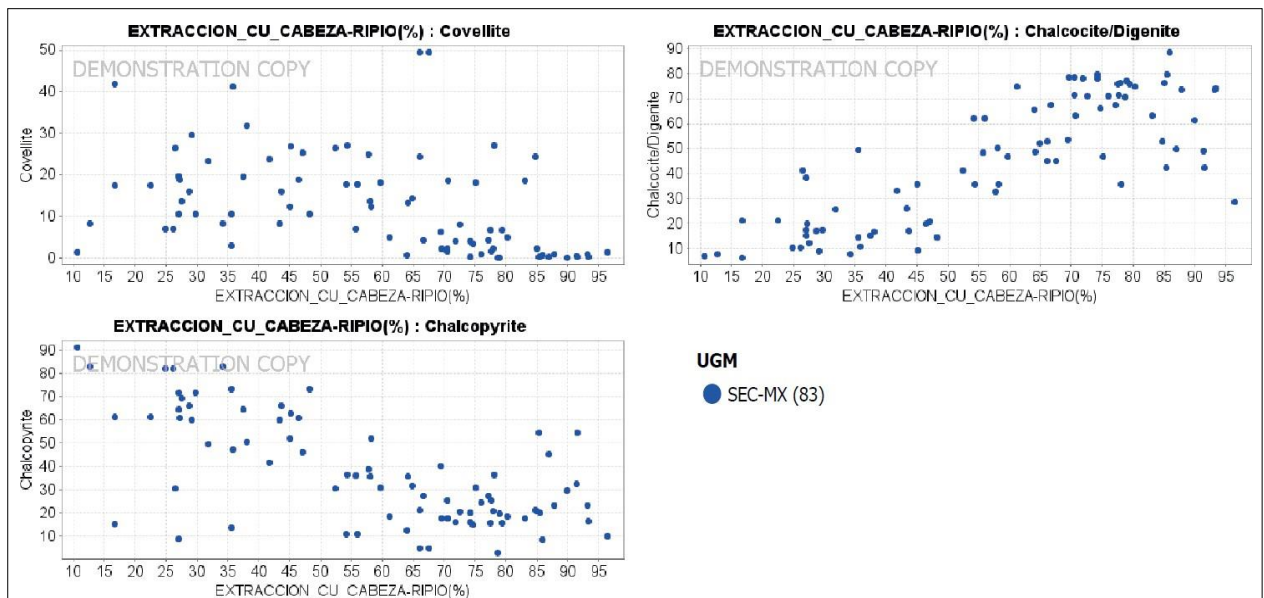 EXTRACCION_CU_CABEZA-RIPIO(%) : Covellite
DEMONSTRATION COPY
50
40
30
20
10
0
Covellite
10 15 20 25 30 35 40 45 50 55 60 65 70 75 80 85 90 95
EXTRACCION_CU_CABEZA-RIPIO(%)
EXTRACCION_CU_CABEZA-RIPIO(%) : Chalcocite/Digenite
DEMONSTRATION COPY
90
80
70
60
50
40
30
20
10
Chalcocite/Digenite
10 15 20 25 30 35 40 45 50 55 60 65 70 75 80 85 90 95
EXTRACCION_CU_CABEZA-RIPIO(%)
EXTRACCION_CU_CABEZA-RIPIO(%) : Chalcopyrite
DEMONSTRATION COPY
90
80
70
60
50
40
30
20
10
Chalcopyrite
10 15 20 25 30 35 40 45 50 55 60 65 70 75 80 85 90 95
EXTRACCION_CU_CABEZA-RIPIO(%)
UGM
SEC-MX (83)